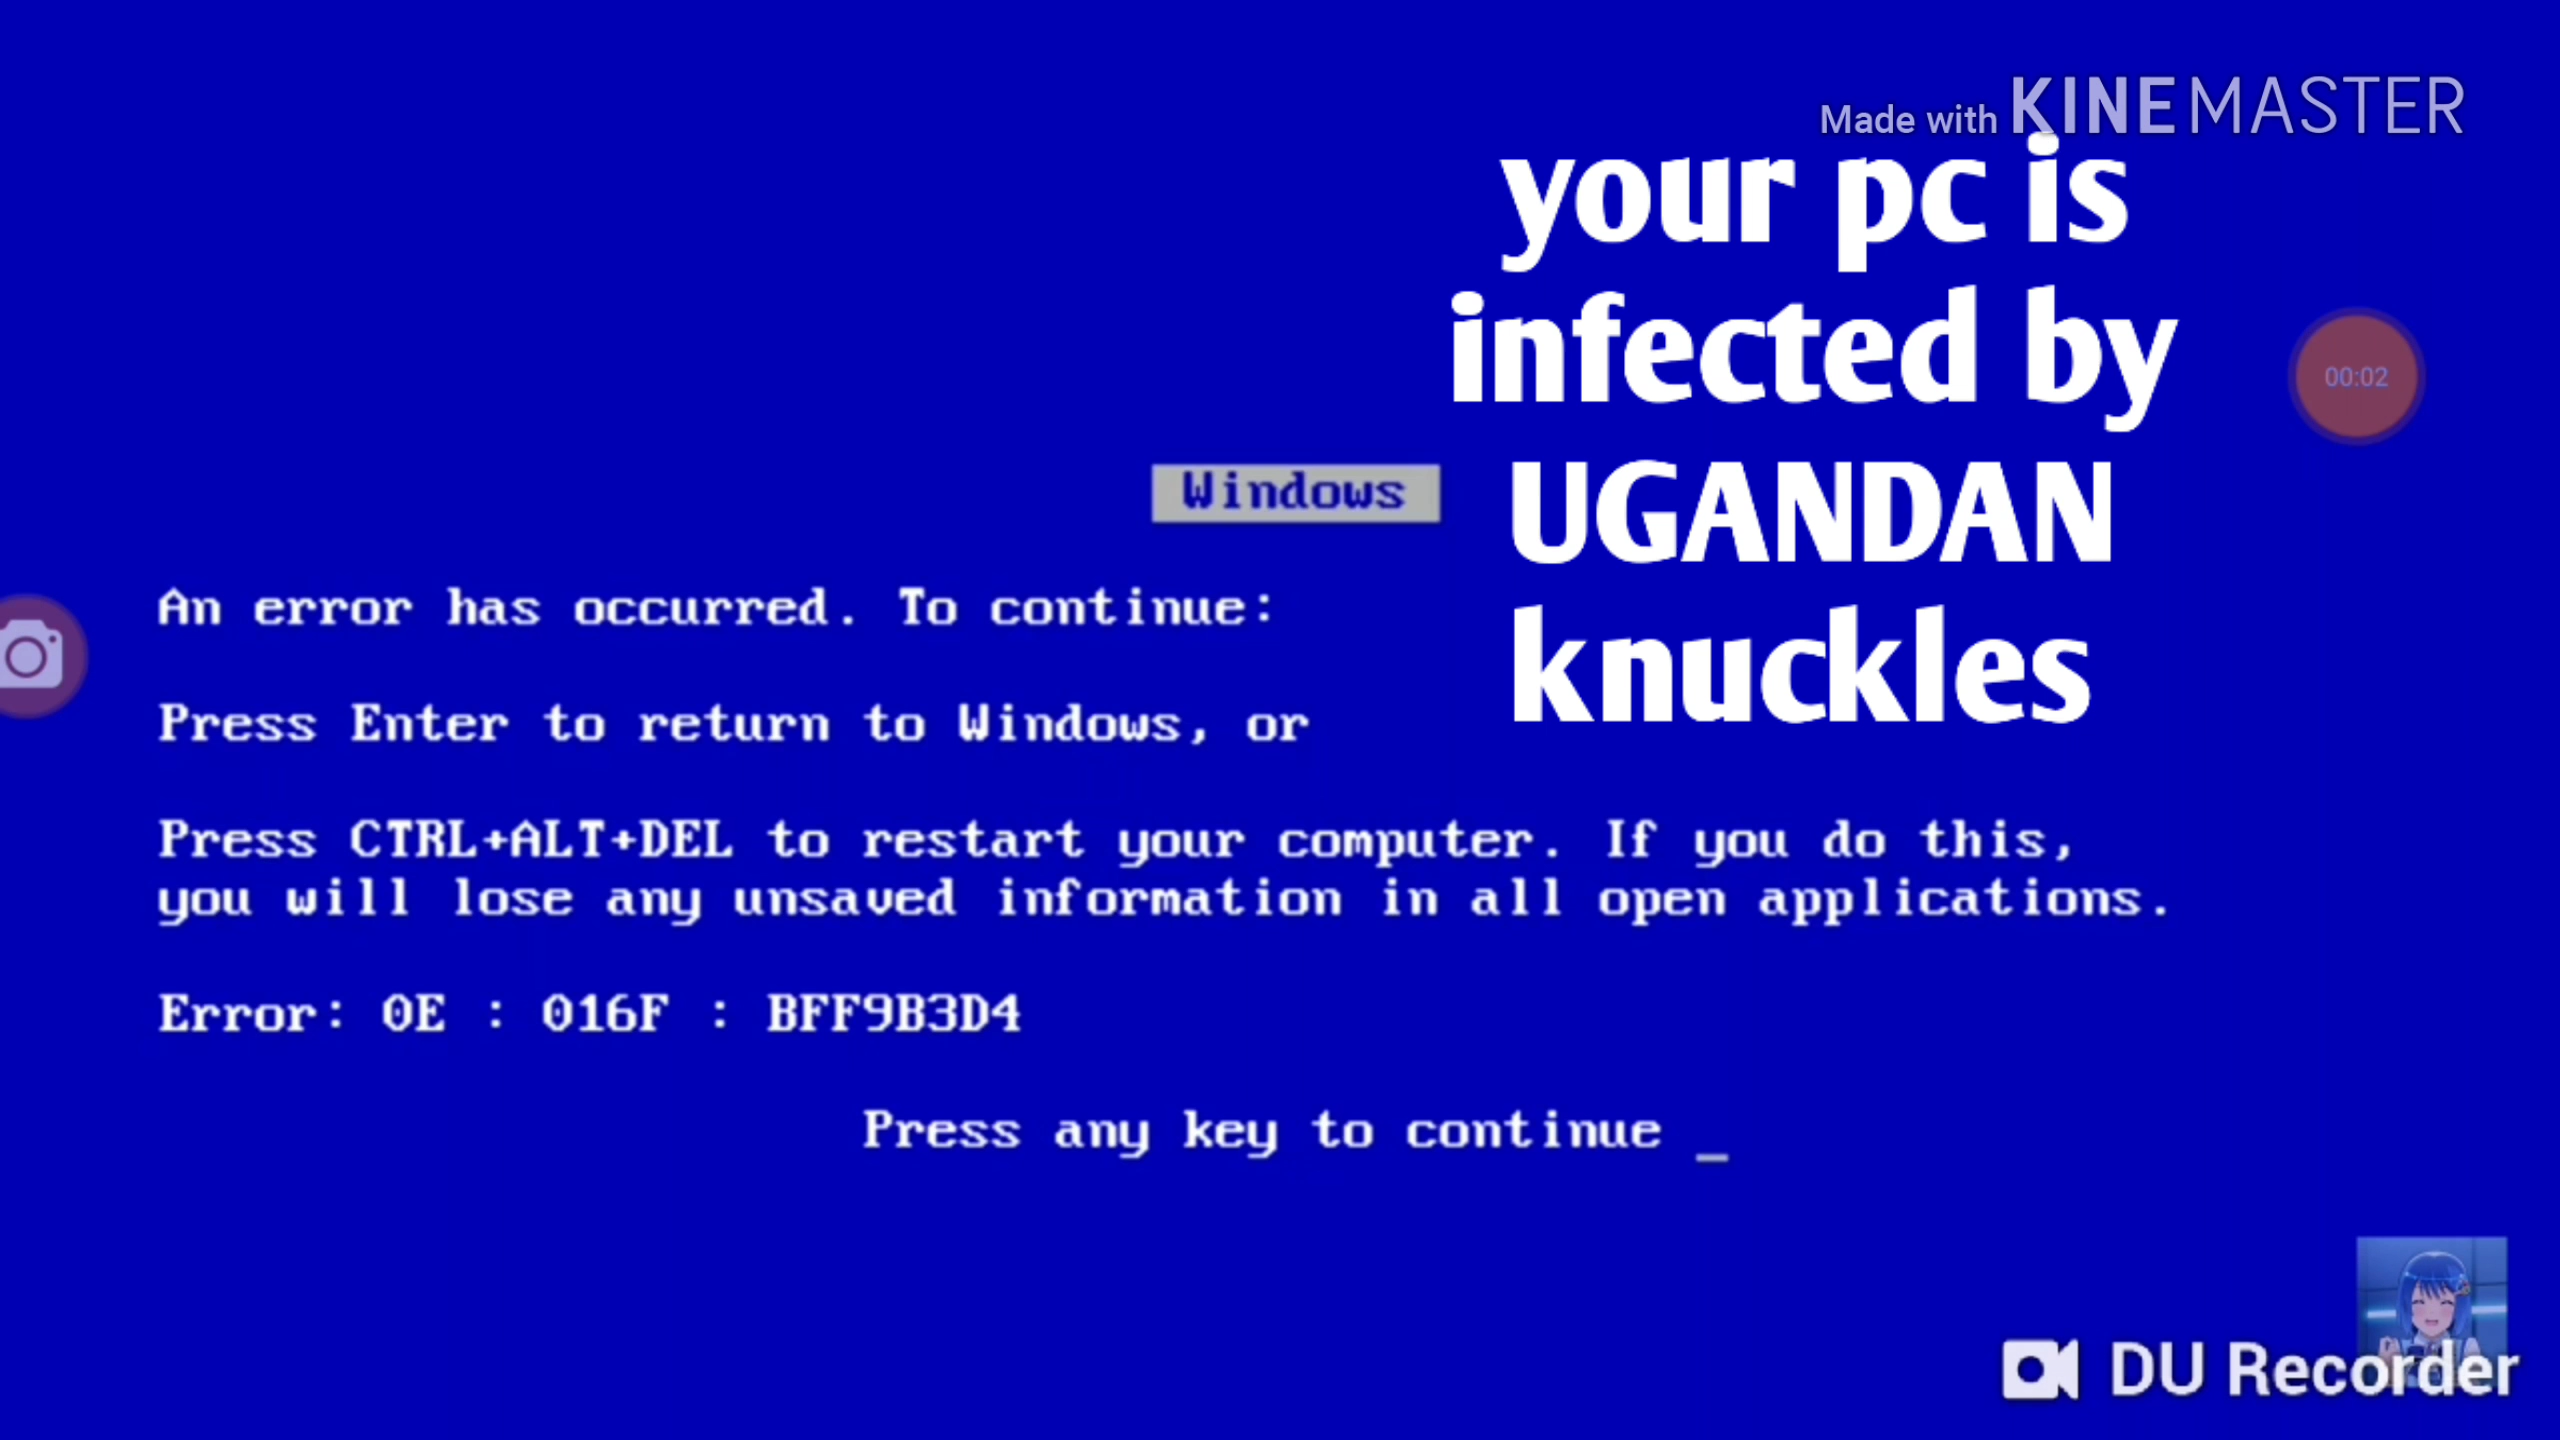 Made with KINEMASTER
your pc is
infected by
UGANDAN
knuckles
00:02
Windows
An error has occurred. To continue:
Press Enter to return to Windows, or
Press CTRL+ALT+DEL to restart your computer. If you do this,
you will lose any unsaved information in all open applications.
Error: 0E : 016F : BFF9B3D4
Press any key to continue _
DU Recorder